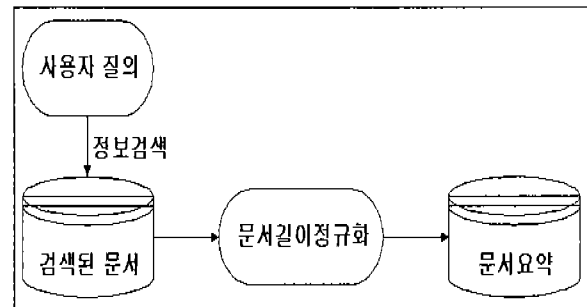 사용자 질의
정보검색
검색된 문서
문서길이정규화
문서요약